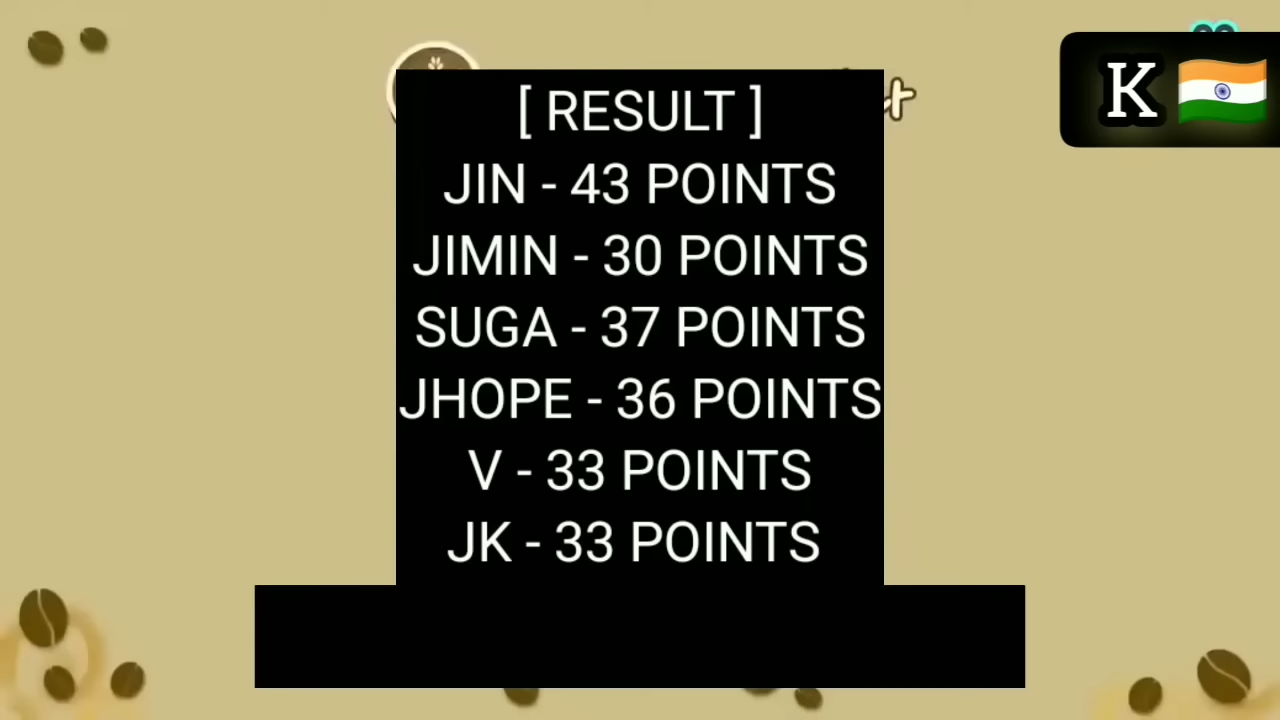 [ RESULT ]
JIN - 43 POINTS
JIMIN - 30 POINTS
SUGA - 37 POINTS
JHOPE - 36 POINTS
V - 33 POINTS
JK - 33 POINTS
K